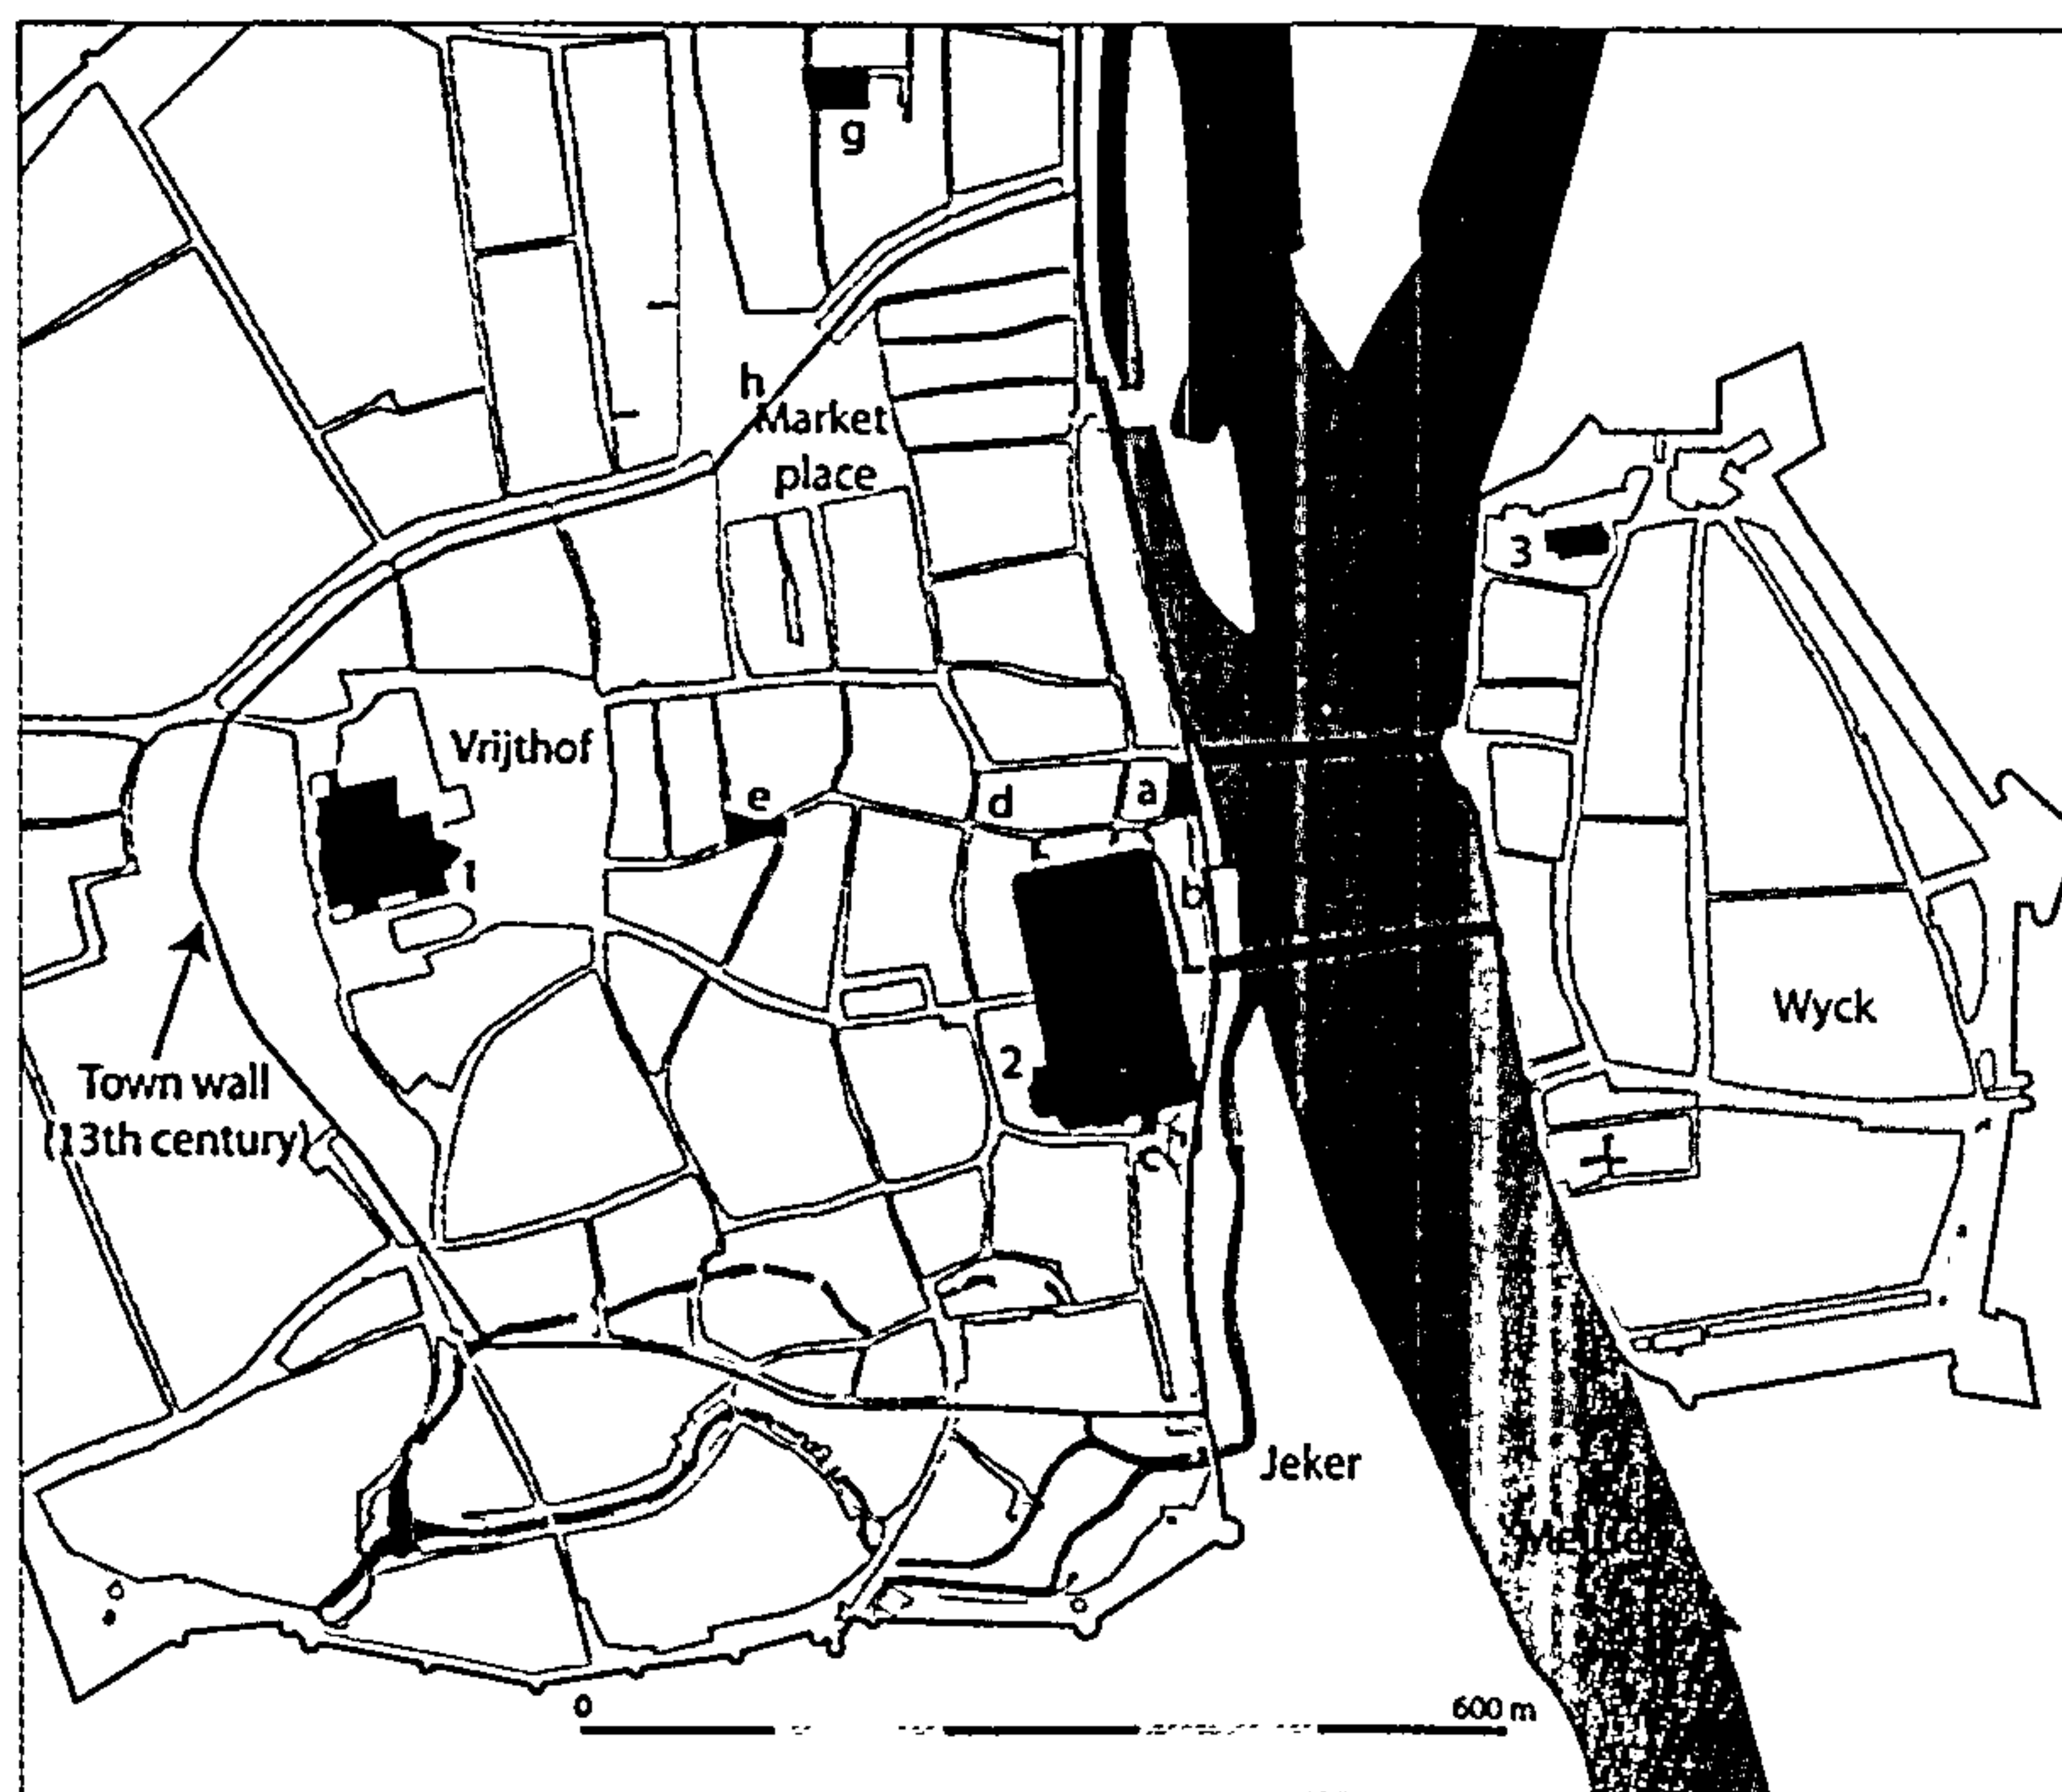 g
h
Market
place
3
Vrijthof
e
d
a
1
b
Wyck
2
Town wall
(13th century)
c
Jeker
0
600 m